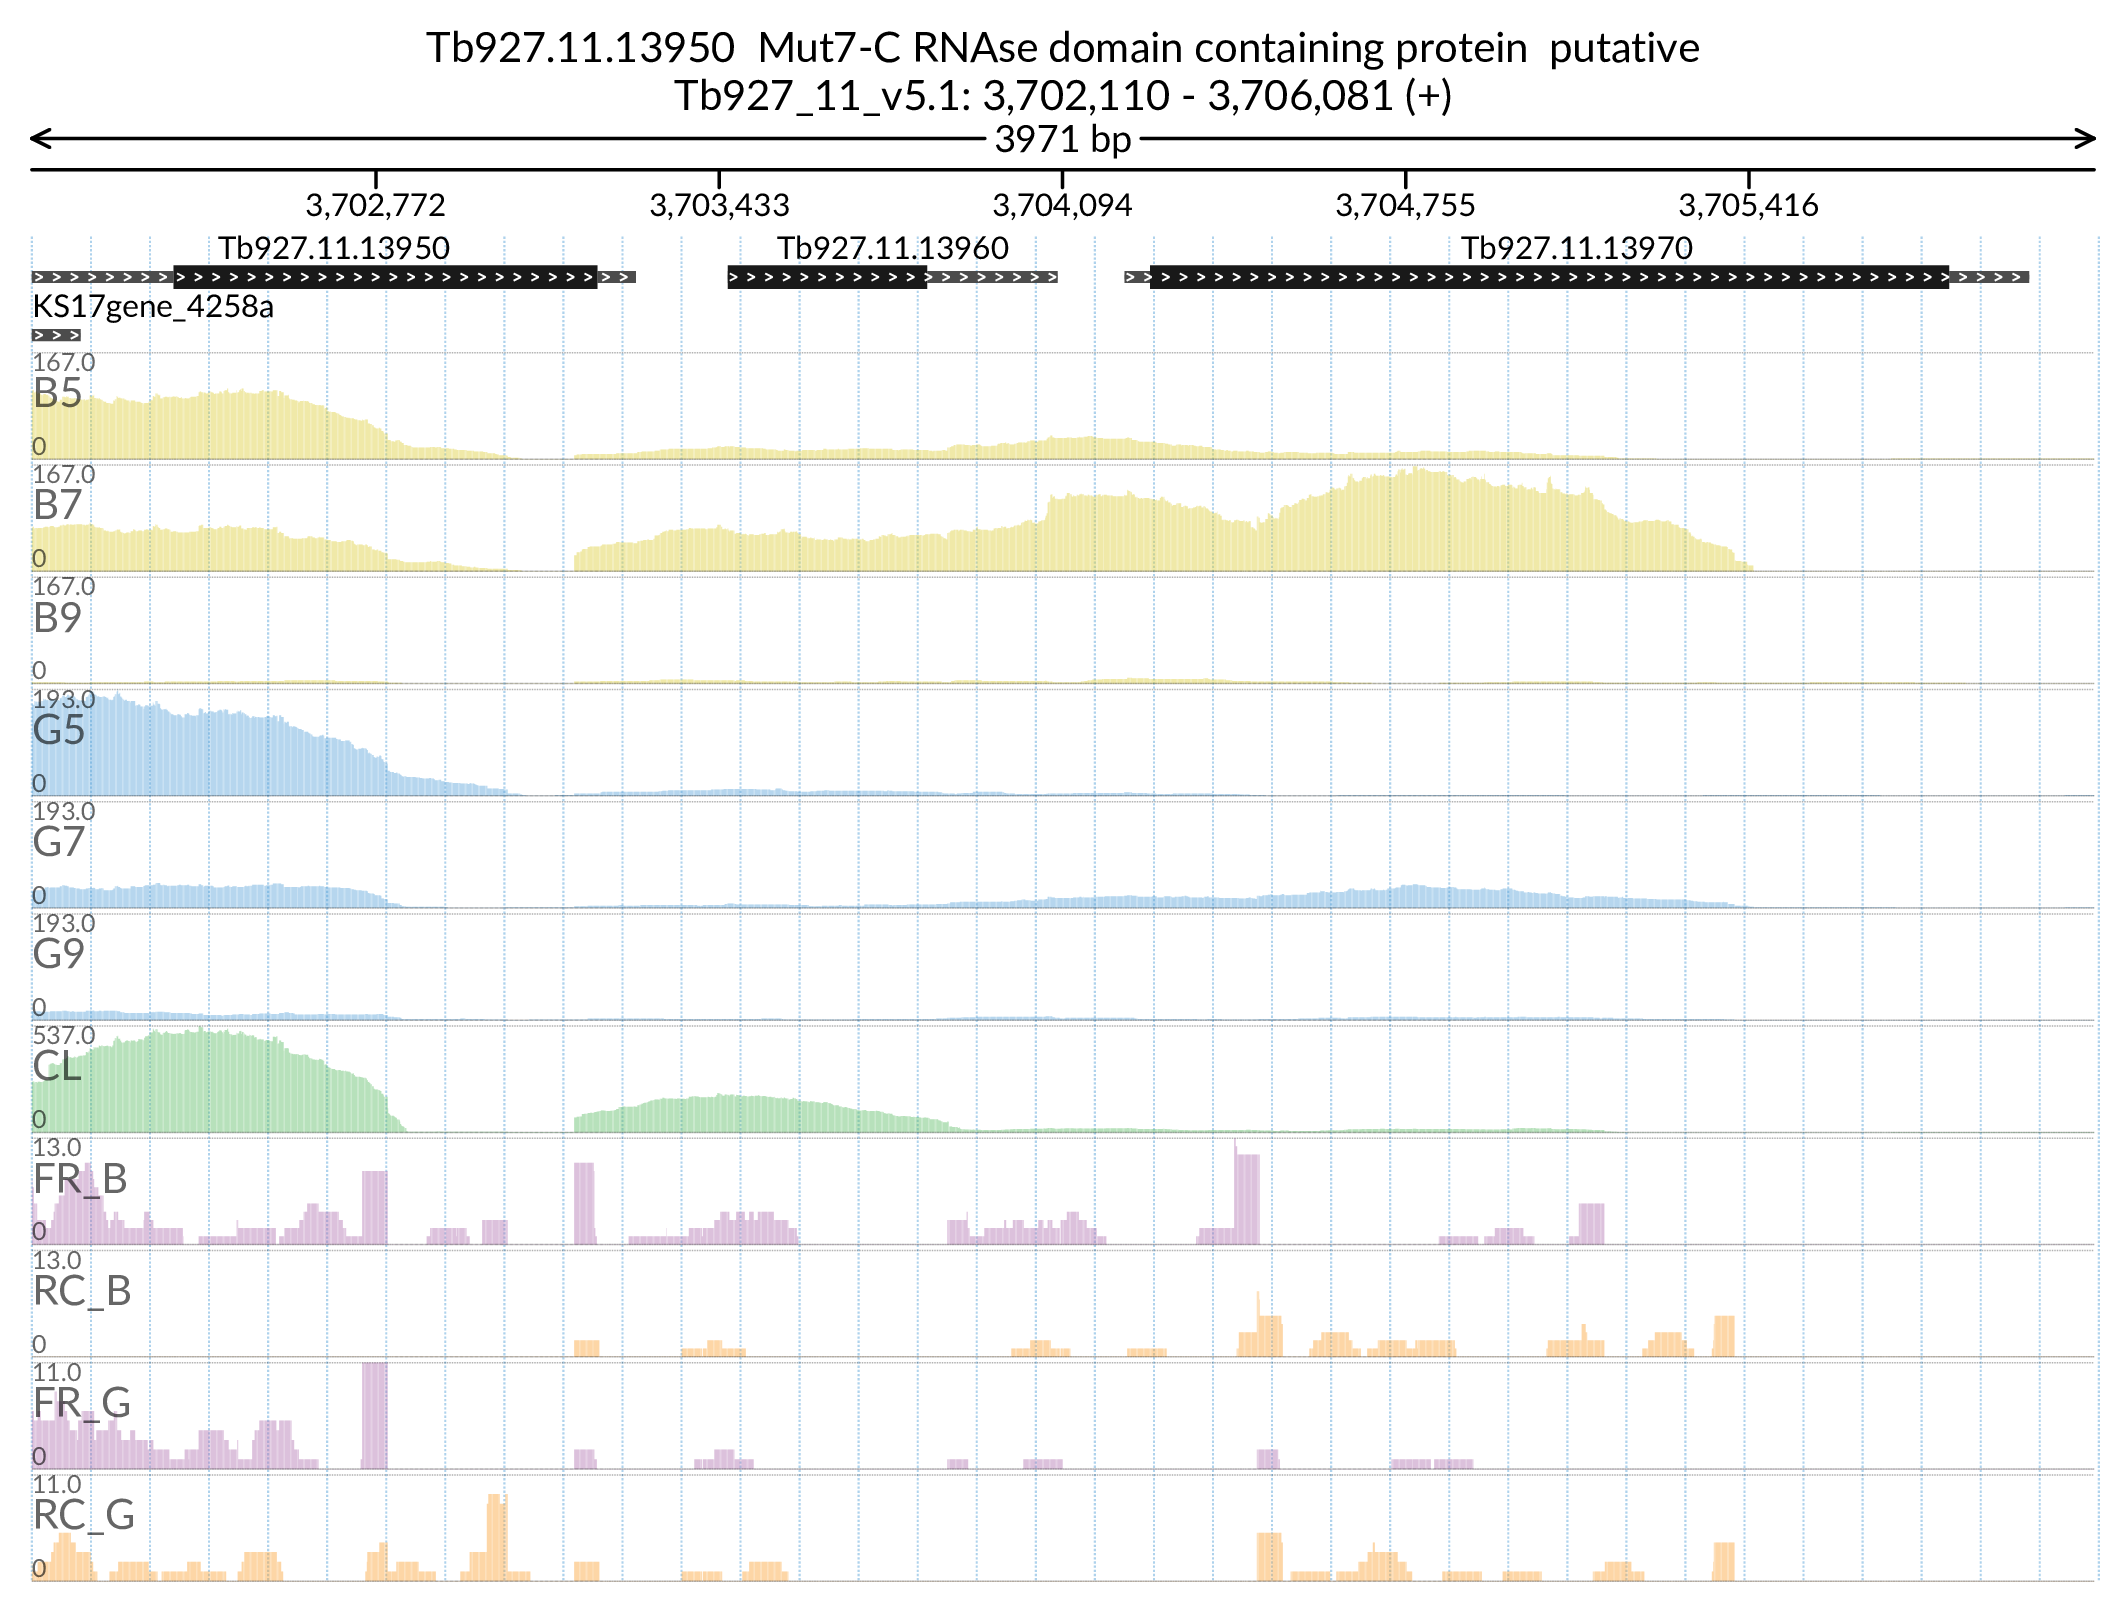 Tb927.11.13950  Mut7-C RNAse domain containing protein  putative
Tb927_11_v5.1: 3,702,110 - 3,706,081 (+)
3971 bp
3,702,772 3,703,433 3,704,094 3,704,755 3,705,416
Tb927.11.13950 Tb927.11.13960 Tb927.11.13970
KS17gene_4258a
167.0
B5
0
167.0
B7
0
167.0
B9
0
193.0
G5
0
193.0
G7
0
193.0
G9
0
537.0
CL
0
13.0
FR_B
0
13.0
RC_B
0
11.0
FR_G
0
11.0
RC_G
0